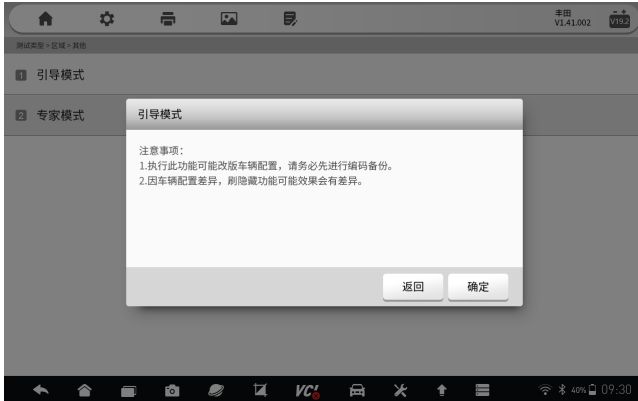 丰田
V1.41.002
V19.2
测试类型 > 区域 > 其他
1 引导模式
2 专家模式
引导模式
注意事项：
1.执行此功能可能改版车辆配置，请务必先进行编码备份。
2.因车辆配置差异，刷隐藏功能可能效果会有差异。
返回
确定
VCI
40%
09:30